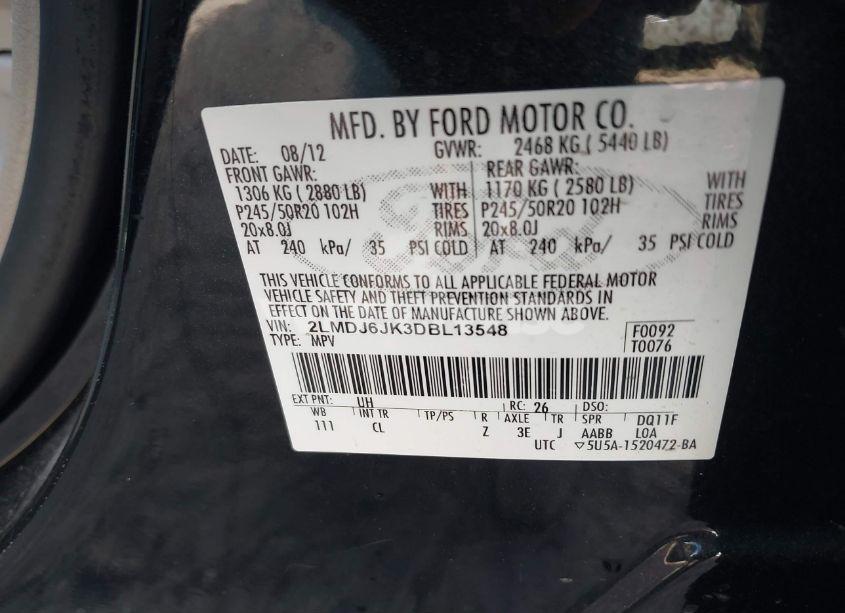 MFD. BY FORD MOTOR CO.
DATE: 08/12 GVWR: 2468 KG ( 5440 LB)
FRONT GAWR: REAR GAWR:
1306 KG ( 2880 LB) WITH 1170 KG ( 2580 LB) WITH
P245/50R20 102H TIRES P245/50R20 102H TIRES
20x8.0J RIMS 20x8.0J RIMS
AT 240 kPa/ 35 PSI COLD AT 240 kPa/ 35 PSI COLD
THIS VEHICLE CONFORMS TO ALL APPLICABLE FEDERAL MOTOR
VEHICLE SAFETY AND THEFT PREVENTION STANDARDS IN
EFFECT ON THE DATE OF MANUFACTURE SHOWN ABOVE.
VIN: 2LMDJ6JK3DBL13548 F0092
TYPE: MPV T0076
EXT PNT: UH RC: 26 DSO:
WB INT TR TP/PS R AXLE TR SPR DQ11F
111 CL Z 3E J AABB LOA
UTC ▽5U5A-1520472-BA
Ford